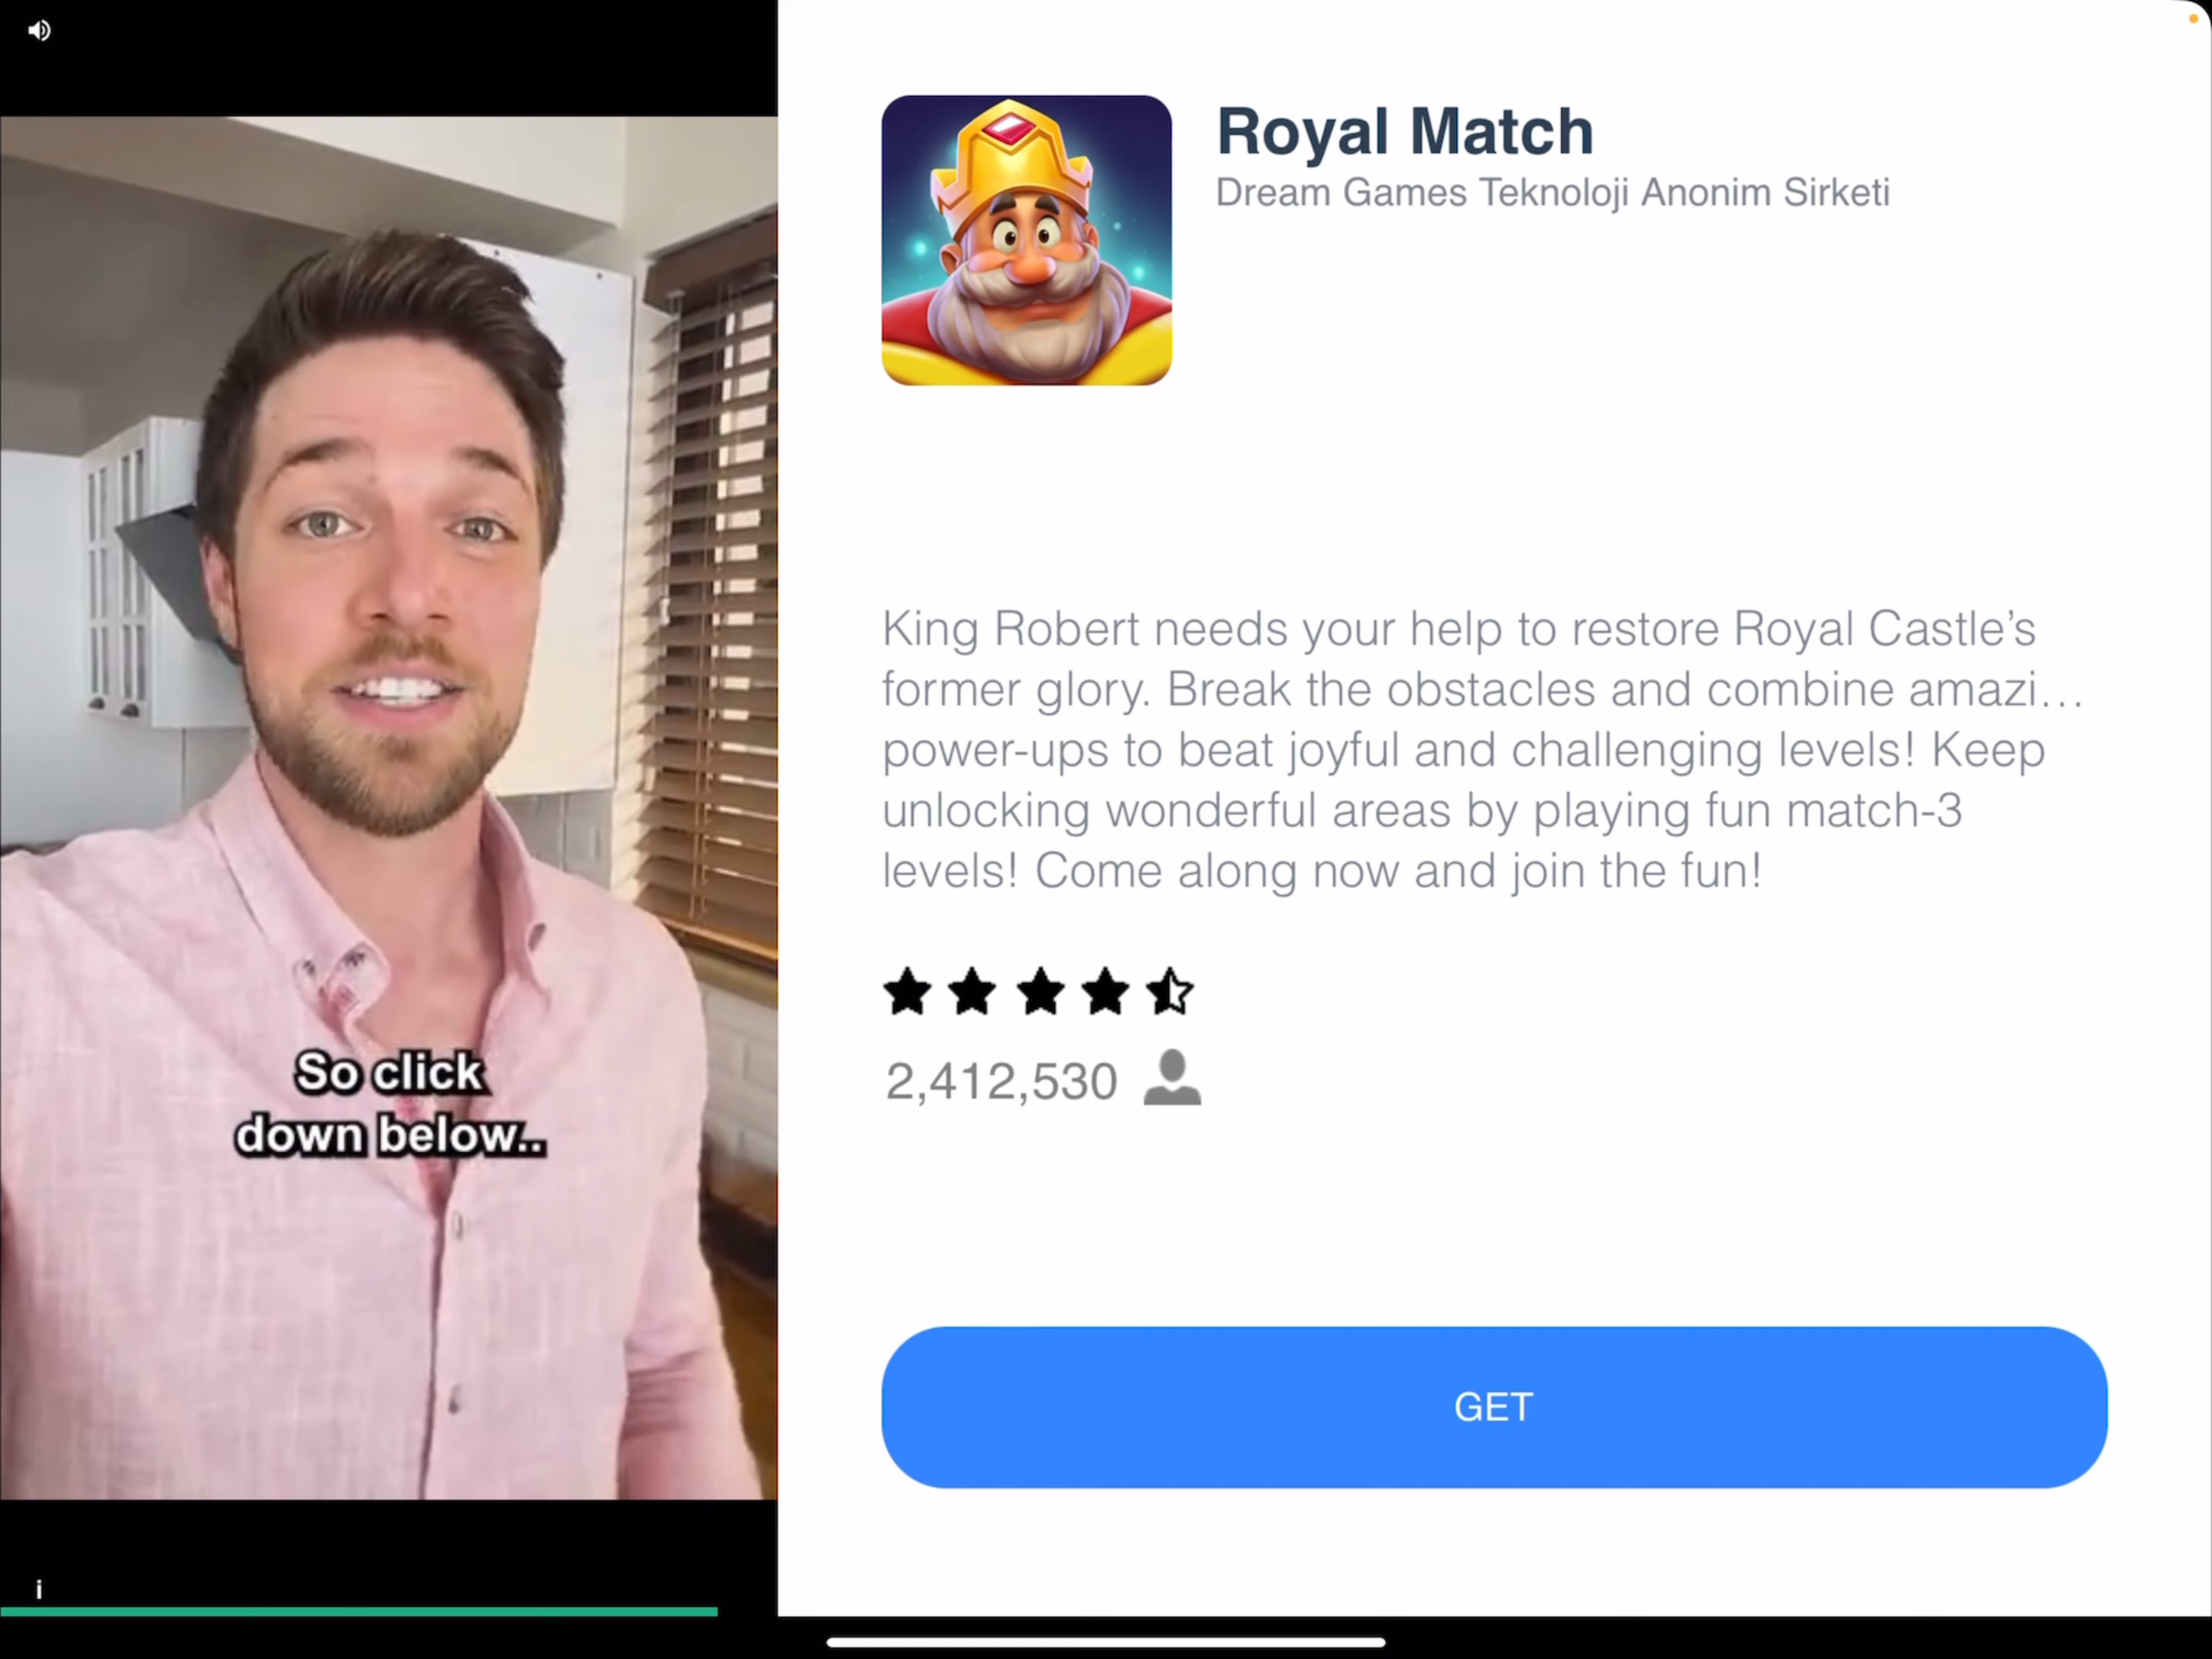 Royal Match
Dream Games Teknoloji Anonim Sirketi
King Robert needs your help to restore Royal Castle’s
former glory. Break the obstacles and combine amazi…
power-ups to beat joyful and challenging levels! Keep
unlocking wonderful areas by playing fun match-3
levels! Come along now and join the fun!
2,412,530
GET
So click
down below..
i